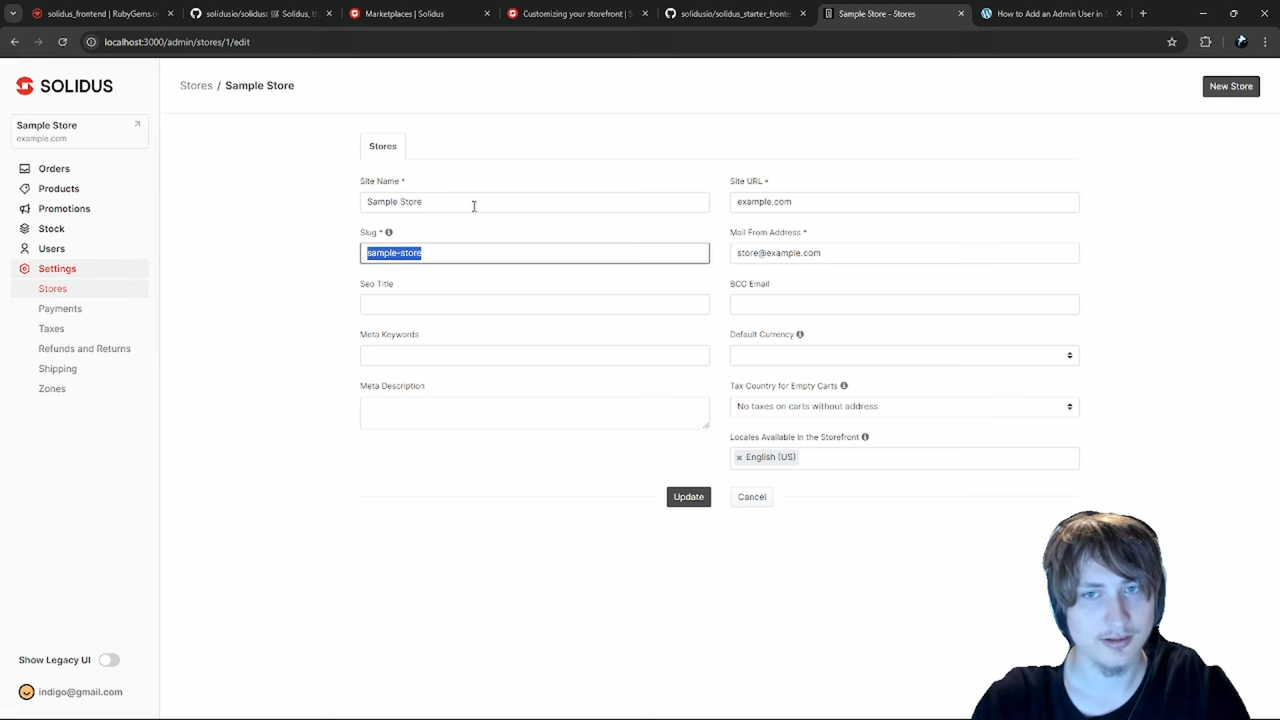 solidus_frontend | RubyGems.o
solidusio/solidus: Solidus, t
Marketplaces | Solidus
Customizing your storefront | S
solidusio/solidus_starter_front
Sample Store - Stores
How to Add an Admin User in S
localhost:3000/admin/stores/1/edit
SOLIDUS
Sample Store
example.com
Orders
Products
Promotions
Stock
Users
Settings
Stores
Payments
Taxes
Refunds and Returns
Shipping
Zones
Show Legacy UI
indigo@gmail.com
Stores / Sample Store
New Store
Stores
Site Name *
Sample Store
Slug *
sample-store
Seo Title
Meta Keywords
Meta Description
Site URL *
example.com
Mail From Address *
store@example.com
BCC Email
Default Currency
Tax Country for Empty Carts
No taxes on carts without address
Locales Available in the Storefront
× English (US)
Update
Cancel